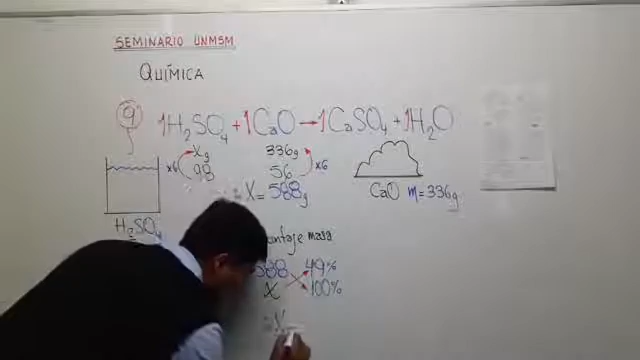 SEMINARIO UNMSM
QUÍMICA
9 1H₂SO₄ + 1CaO → 1CaSO₄ + 1H₂O
x6 Xg 336g x6
98 56
∴ X = 588g
H₂SO₄
CaO m = 336g
masa
588 49%
X 100%
∴ X